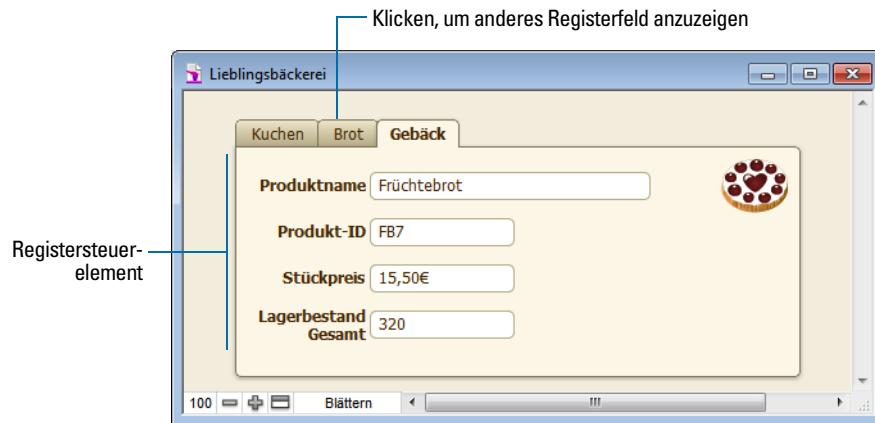 Klicken, um anderes Registerfeld anzuzeigen
Lieblingsbäckerei
Kuchen Brot Gebäck
Produktname Früchtebrot
Produkt-ID FB7
Registersteuer-
element
Stückpreis 15,50€
Lagerbestand
Gesamt 320
100 Blättern